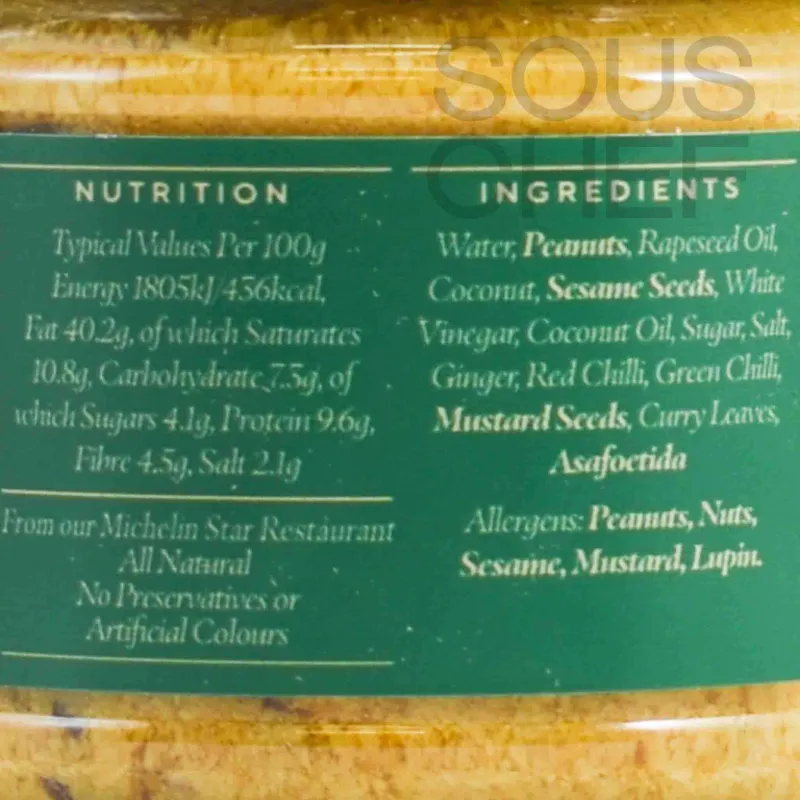 SOUS
CHEF
NUTRITION
Typical Values Per 100g
Energy 1805kJ/436kcal,
Fat 40.2g, of which Saturates
10.8g, Carbohydrate 7.5g, of
which Sugars 4.1g, Protein 9.6g,
Fibre 4.5g, Salt 2.1g
From our Michelin Star Restaurant
All Natural
No Preservatives or
Artificial Colours
INGREDIENTS
Water, Peanuts, Rapeseed Oil,
Coconut, Sesame Seeds, White
Vinegar, Coconut Oil, Sugar, Salt,
Ginger, Red Chilli, Green Chilli,
Mustard Seeds, Curry Leaves,
Asafoetida
Allergens: Peanuts, Nuts,
Sesame, Mustard, Lupin.